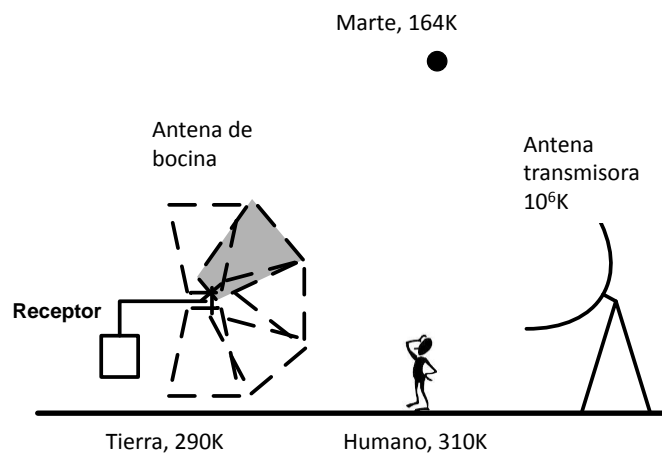 Marte, 164K
Antena de
bocina
Antena
transmisora
10⁶K
Receptor
Tierra, 290K
Humano, 310K